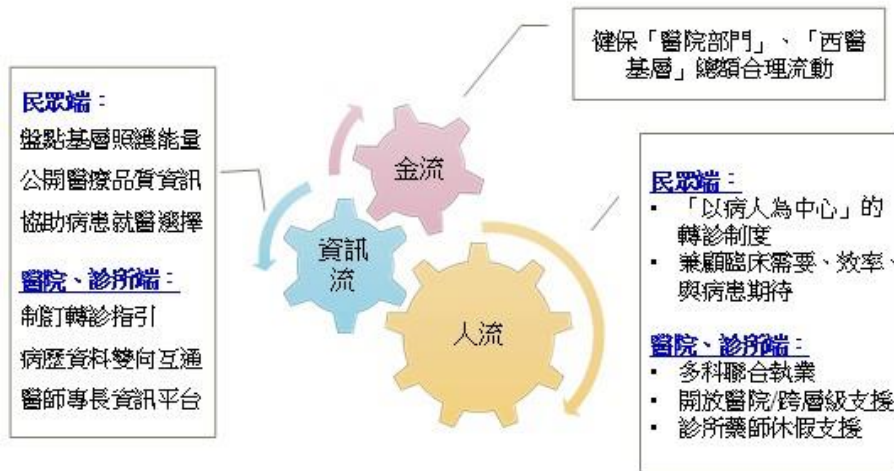 健保「醫院部門」、「西醫
基層」總額合理流動
民眾端：
盤點基層照護能量
公開醫療品質資訊
協助病患就醫選擇
醫院、診所端：
制訂轉診指引
病歷資料雙向互通
醫師專長資訊平台
金流
資訊
流
人流
民眾端：
• 「以病人為中心」的
轉診制度
• 兼顧臨床需要、效率、
與病患期待
醫院、診所端：
• 多科聯合執業
• 開放醫院/跨層級支援
• 診所藥師休假支援